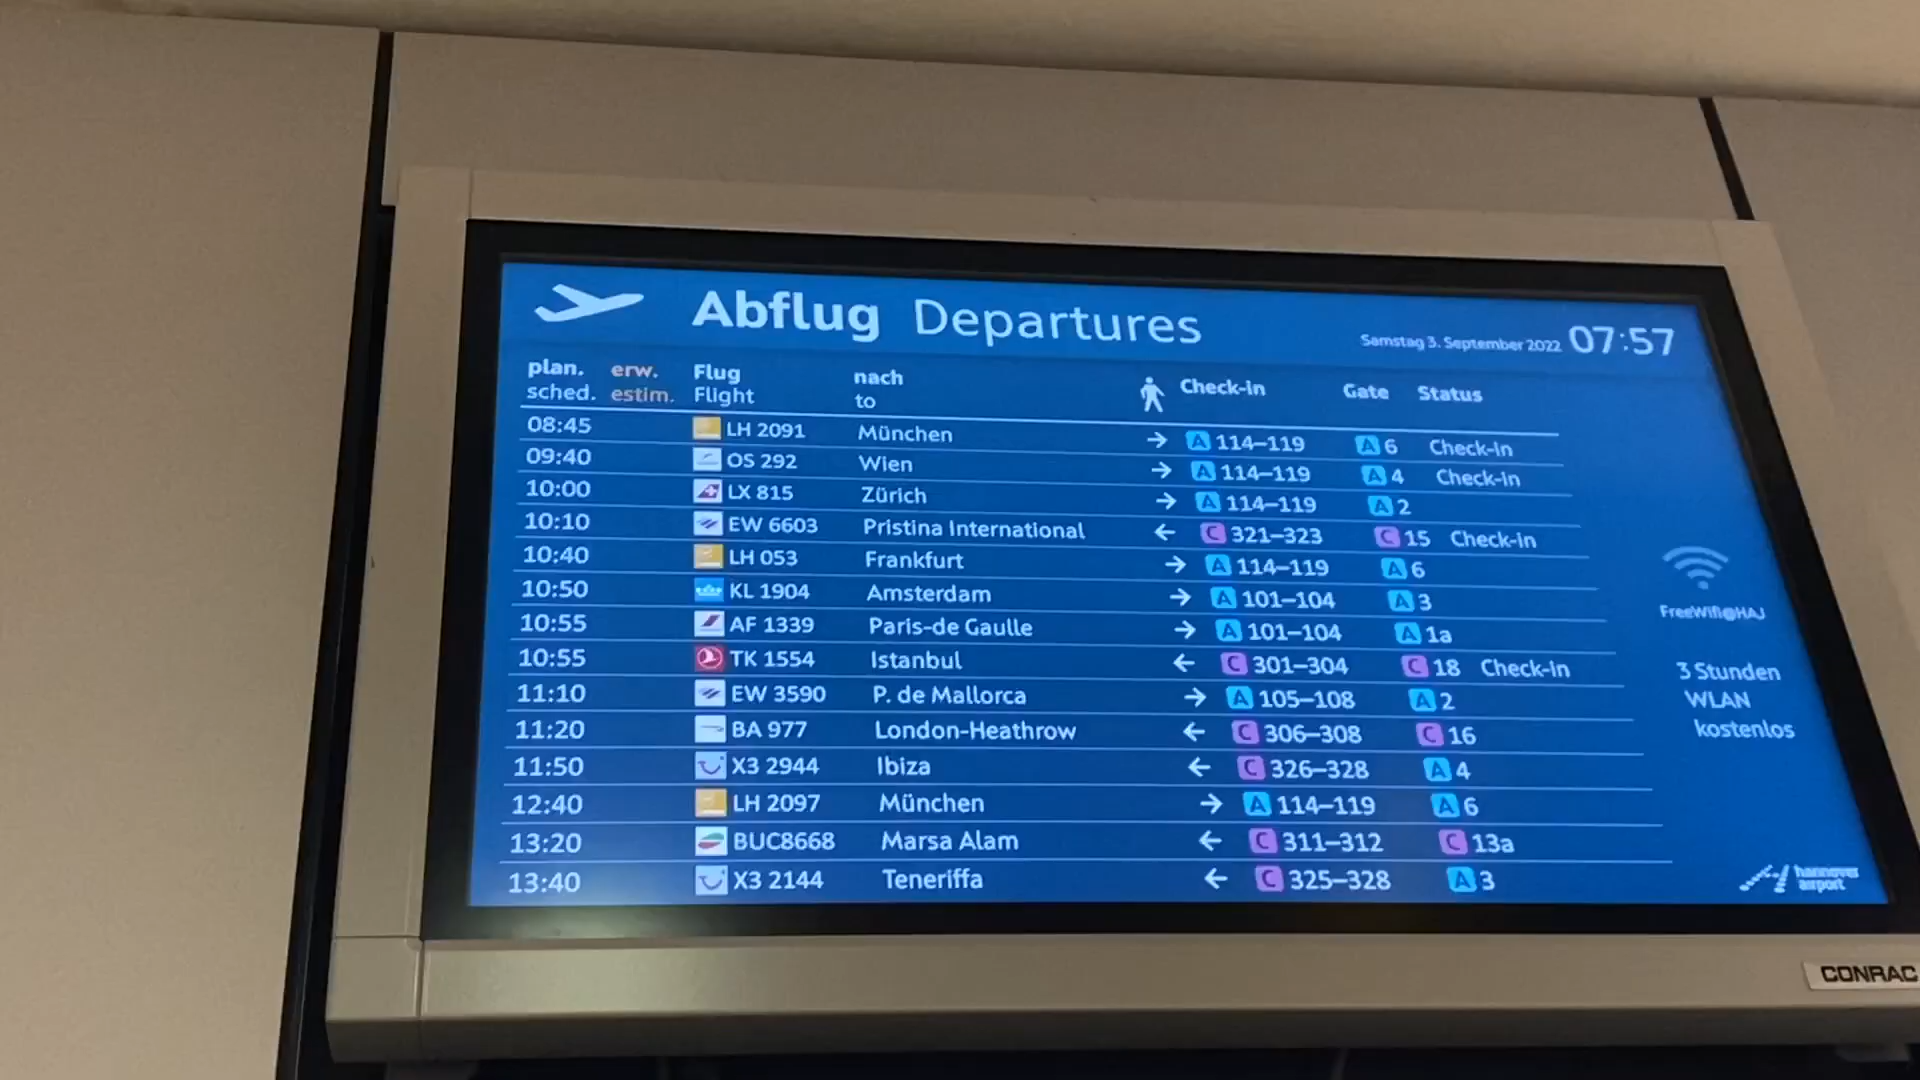 Abflug Departures
Samstag 3. September 2022 07:57
plan. erw. Flug nach
sched. estim. Flight to Check-in Gate Status
08:45 LH 2091 München → A 114–119 A 6 Check-in
09:40 OS 292 Wien → A 114–119 A 4 Check-in
10:00 LX 815 Zürich → A 114–119 A 2
10:10 EW 6603 Pristina International ← C 321–323 C 15 Check-in
10:40 LH 053 Frankfurt → A 114–119 A 6
10:50 KL 1904 Amsterdam → A 101–104 A 3
10:55 AF 1339 Paris-de Gaulle → A 101–104 A 1a
10:55 TK 1554 Istanbul ← C 301–304 C 18 Check-in
11:10 EW 3590 P. de Mallorca → A 105–108 A 2
11:20 BA 977 London-Heathrow ← C 306–308 C 16
11:50 X3 2944 Ibiza ← C 326–328 A 4
12:40 LH 2097 München → A 114–119 A 6
13:20 BUC8668 Marsa Alam ← C 311–312 C 13a
13:40 X3 2144 Teneriffa ← C 325–328 A 3
FreeWifi@HAJ
3 Stunden
WLAN
kostenlos
hannover
airport
CONRAC